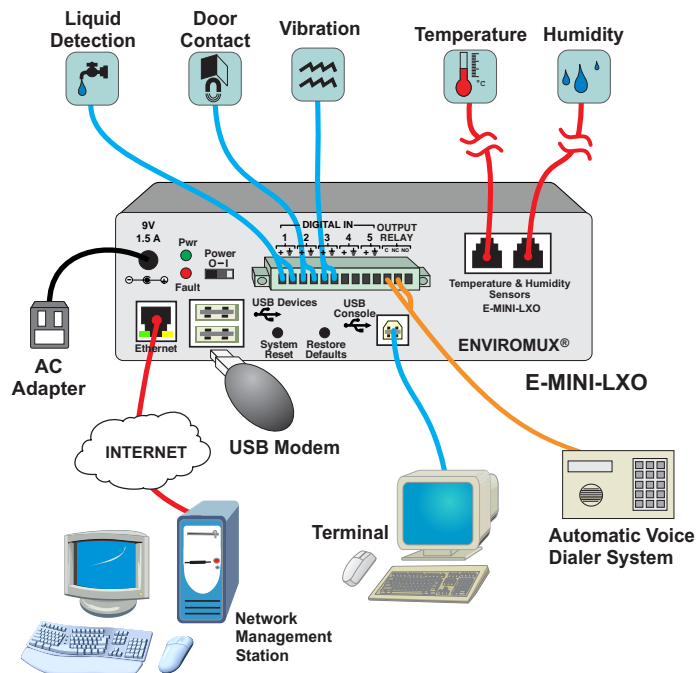 Liquid
Detection
Door
Contact
Vibration
Temperature
Humidity
°C
9V
1.5 A
Pwr
Fault
Power
O–I
DIGITAL IN
1 2 3 4 5
OUTPUT
RELAY
C NC NO
Temperature & Humidity
Sensors
E-MINI-LXO
Ethernet
USB Devices
System
Reset
Restore
Defaults
USB
Console
ENVIROMUX®
E-MINI-LXO
AC
Adapter
INTERNET
USB Modem
Terminal
Automatic Voice
Dialer System
Network
Management
Station